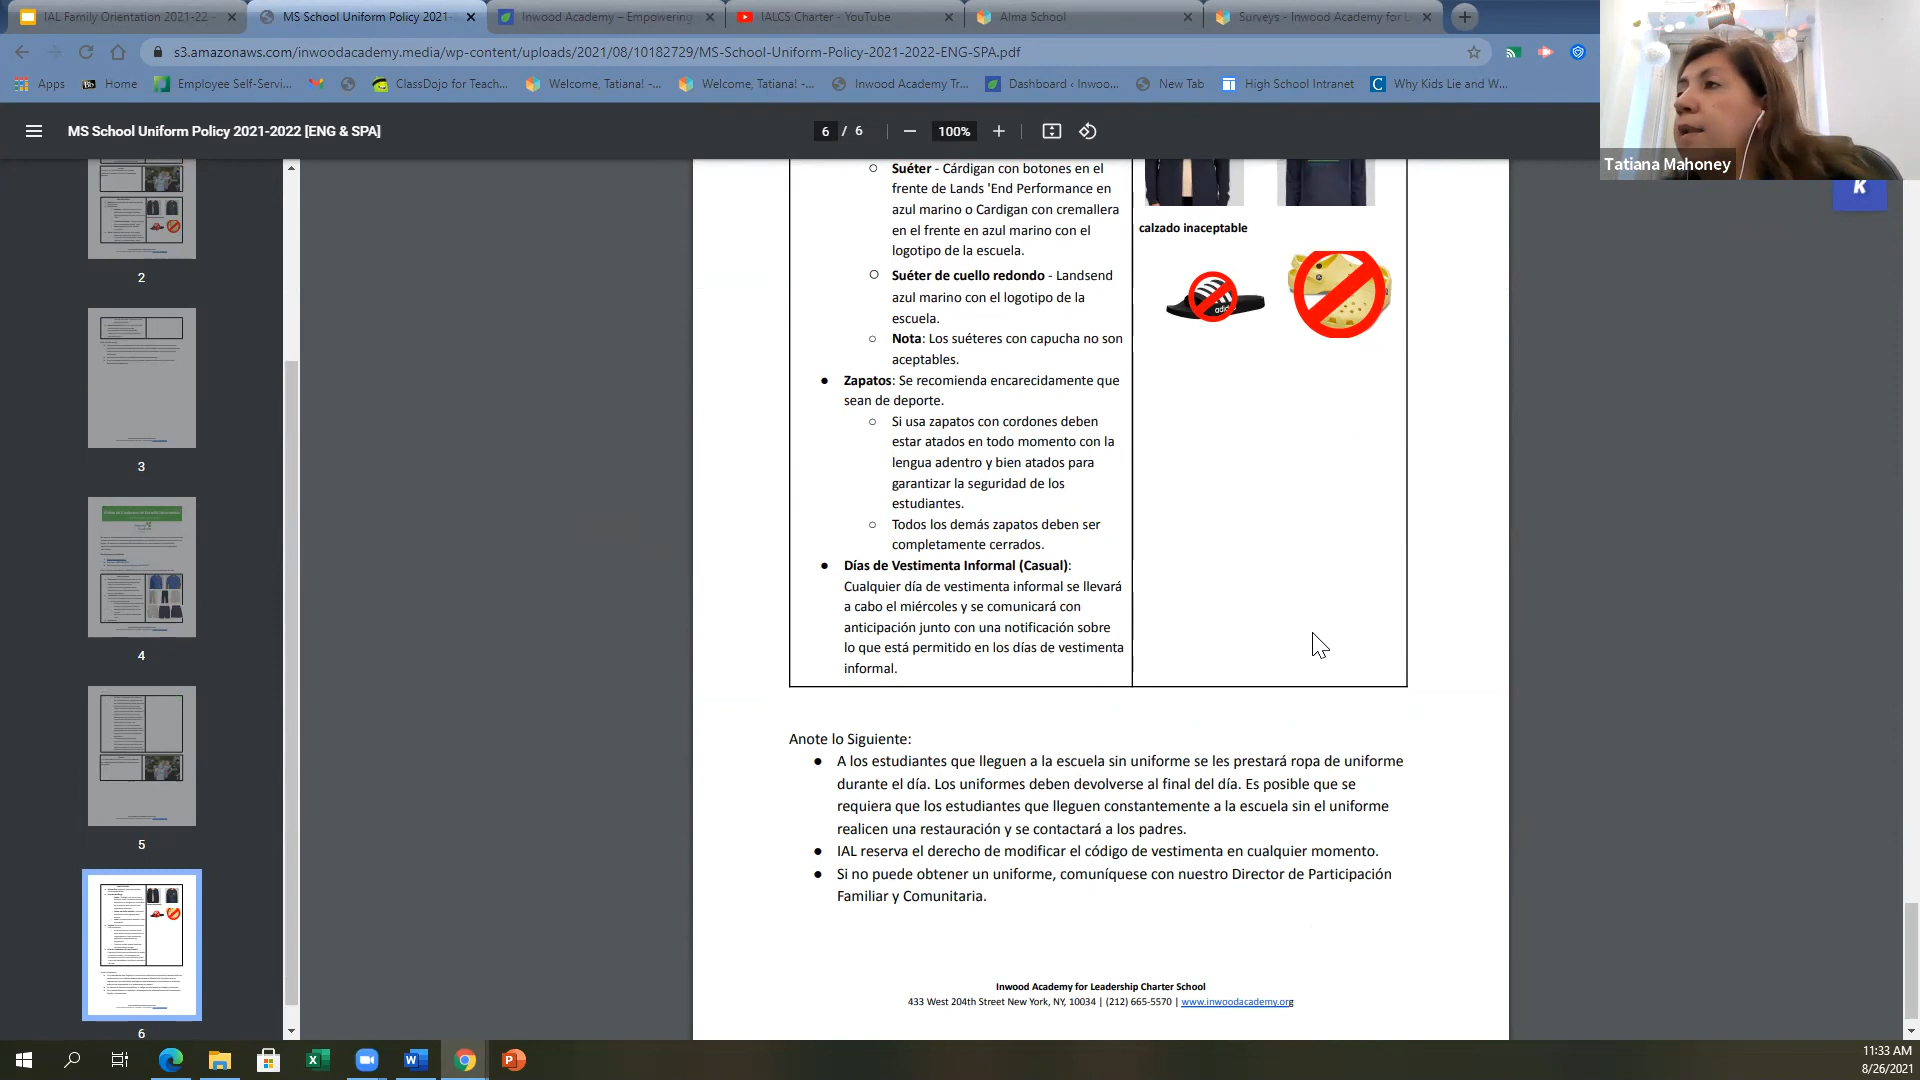 IAL Family Orientation 2021-22
MS School Uniform Policy 2021-
Inwood Academy – Empowering
IALCS Charter - YouTube
Alma School
Surveys - Inwood Academy for L
s3.amazonaws.com/inwoodacademy.media/wp-content/uploads/2021/08/10182729/MS-School-Uniform-Policy-2021-2022-ENG-SPA.pdf
Apps
Home
Employee Self-Servi...
ClassDojo for Teach...
Welcome, Tatiana! -...
Welcome, Tatiana! -...
Inwood Academy Tr...
Dashboard ‹ Inwoo...
New Tab
High School Intranet
Why Kids Lie and W...
MS School Uniform Policy 2021-2022 [ENG & SPA]
6 / 6
100%
Tatiana Mahoney
K
2
3
4
5
6
○ Suéter - Cárdigan con botones en el
frente de Lands 'End Performance en
azul marino o Cardigan con cremallera
en el frente en azul marino con el
logotipo de la escuela.
○ Suéter de cuello redondo - Landsend
azul marino con el logotipo de la
escuela.
○ Nota: Los suéteres con capucha no son
aceptables.
● Zapatos: Se recomienda encarecidamente que
sean de deporte.
○ Si usa zapatos con cordones deben
estar atados en todo momento con la
lengua adentro y bien atados para
garantizar la seguridad de los
estudiantes.
○ Todos los demás zapatos deben ser
completamente cerrados.
● Días de Vestimenta Informal (Casual):
Cualquier día de vestimenta informal se llevará
a cabo el miércoles y se comunicará con
anticipación junto con una notificación sobre
lo que está permitido en los días de vestimenta
informal.
calzado inaceptable
Anote lo Siguiente:
● A los estudiantes que lleguen a la escuela sin uniforme se les prestará ropa de uniforme
durante el día. Los uniformes deben devolverse al final del día. Es posible que se
requiera que los estudiantes que lleguen constantemente a la escuela sin el uniforme
realicen una restauración y se contactará a los padres.
● IAL reserva el derecho de modificar el código de vestimenta en cualquier momento.
● Si no puede obtener un uniforme, comuníquese con nuestro Director de Participación
Familiar y Comunitaria.
Inwood Academy for Leadership Charter School
433 West 204th Street New York, NY, 10034 | (212) 665-5570 | www.inwoodacademy.org
11:33 AM
8/26/2021